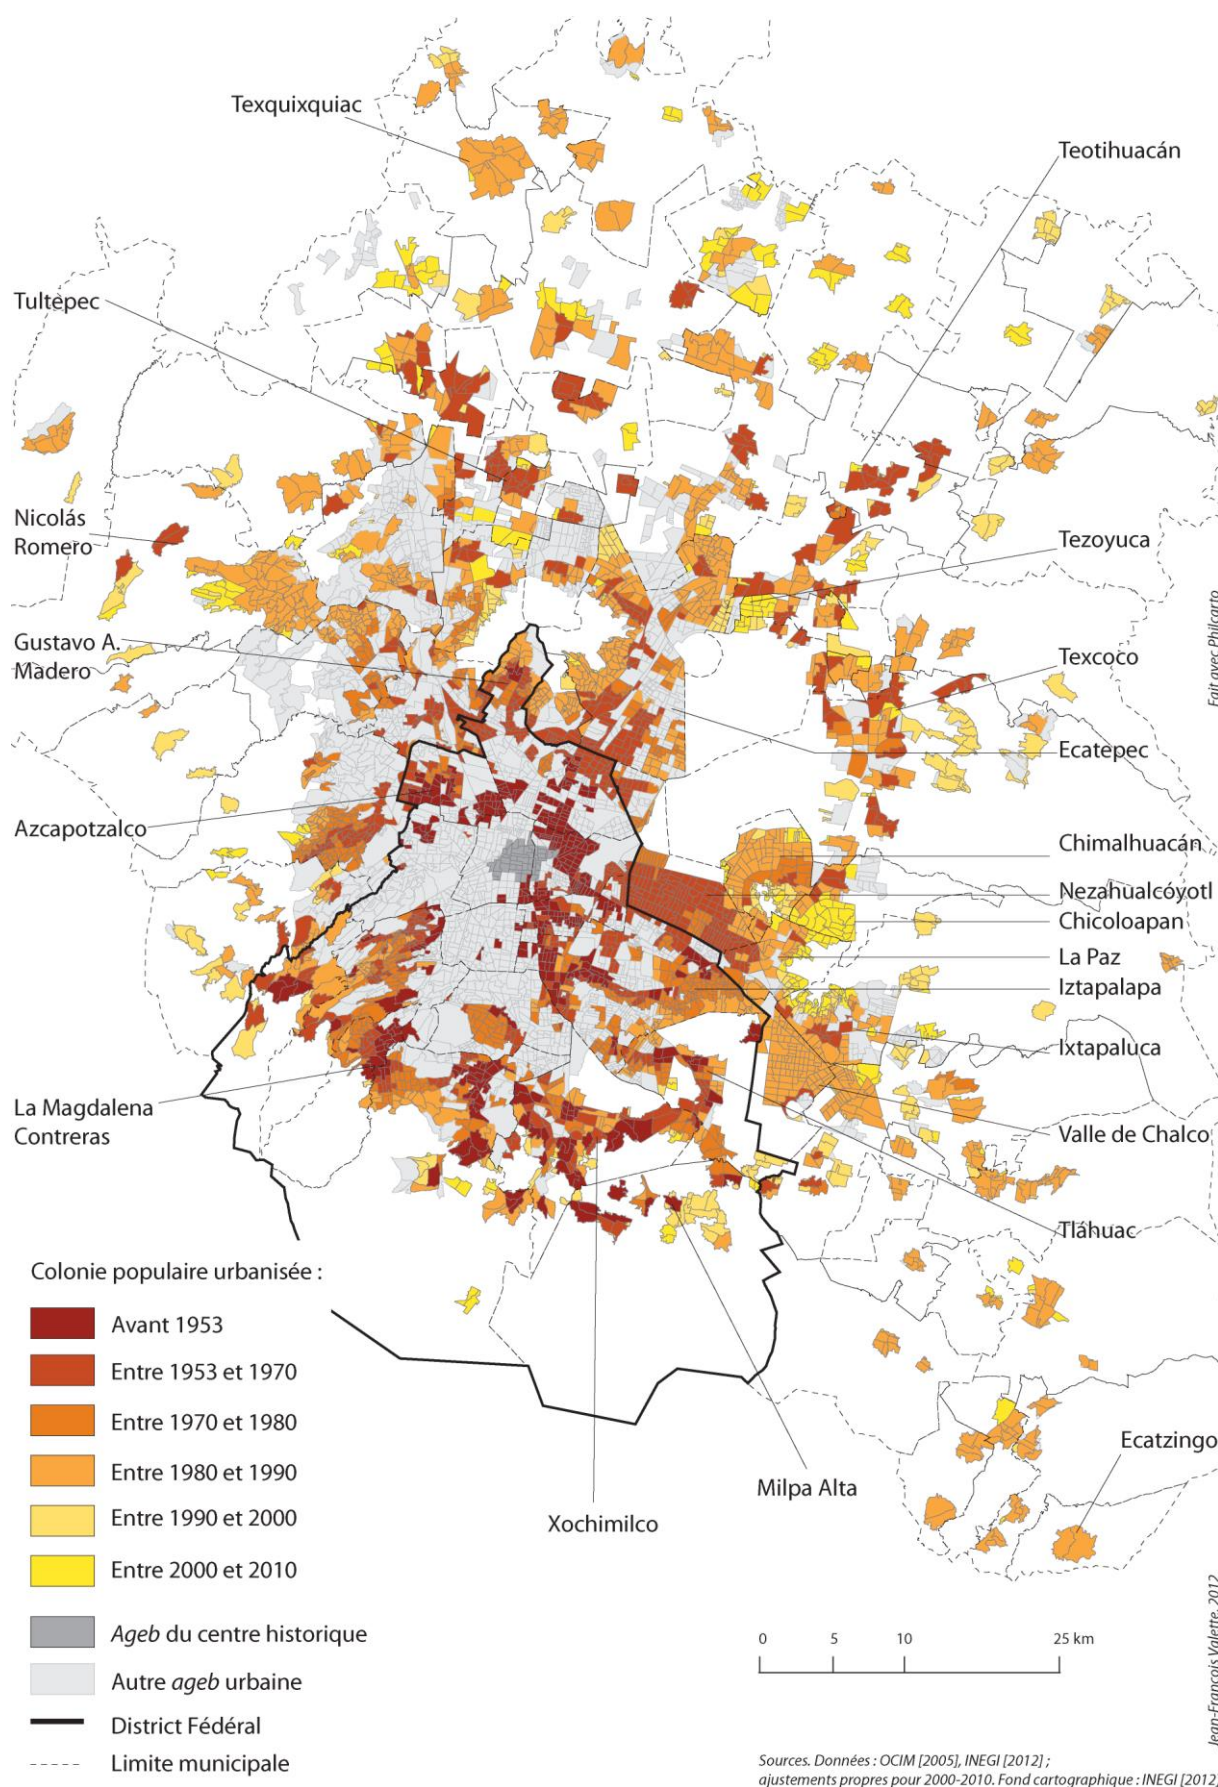 Texquixquiac
Teotihuacán
Tultepec
Nicolás
Romero
Tezoyuca
Fait avec Philcarto
Gustavo A.
Madero
Texcoco
Ecatepec
Azcapotzalco
Chimalhuacán
Nezahualcóyotl
Chicoloapan
La Paz
Iztapalapa
Ixtapaluca
La Magdalena
Contreras
Valle de Chalco
Tláhuac
Colonie populaire urbanisée :
Avant 1953
Entre 1953 et 1970
Entre 1970 et 1980
Entre 1980 et 1990
Entre 1990 et 2000
Entre 2000 et 2010
Ageb du centre historique
Autre ageb urbaine
District Fédéral
Limite municipale
Ecatzingo
Milpa Alta
Xochimilco
0 5 10 25 km
Jean-François Valette, 2012
Sources. Données : OCIM [2005], INEGI [2012] ;
ajustements propres pour 2000-2010. Fond cartographique : INEGI [2012]